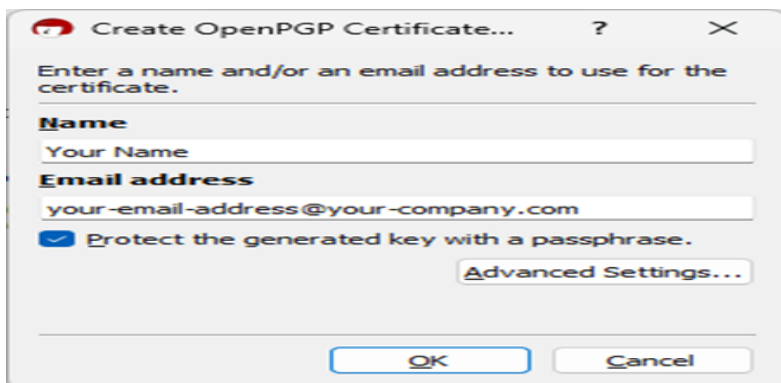 Create OpenPGP Certificate... ? ✕
Enter a name and/or an email address to use for the
certificate.
Name
Your Name
Email address
your-email-address@your-company.com
Protect the generated key with a passphrase.
Advanced Settings...
OK Cancel